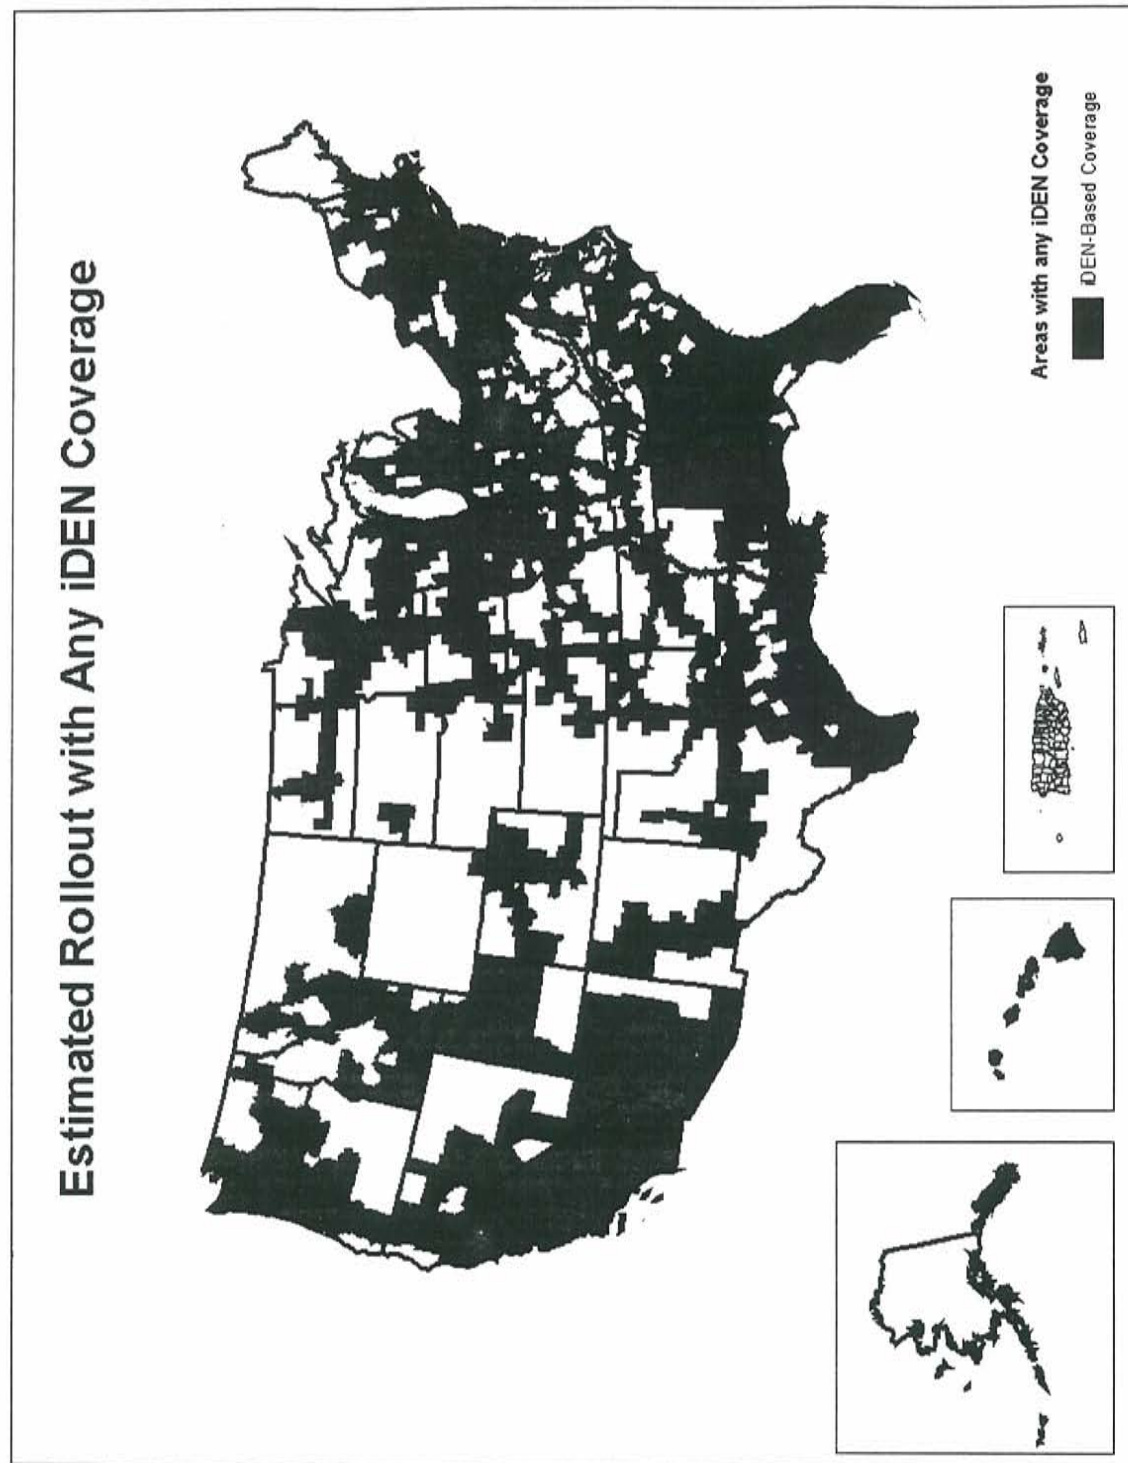 Estimated Rollout with Any iDEN Coverage
Areas with any iDEN Coverage
iDEN-Based Coverage